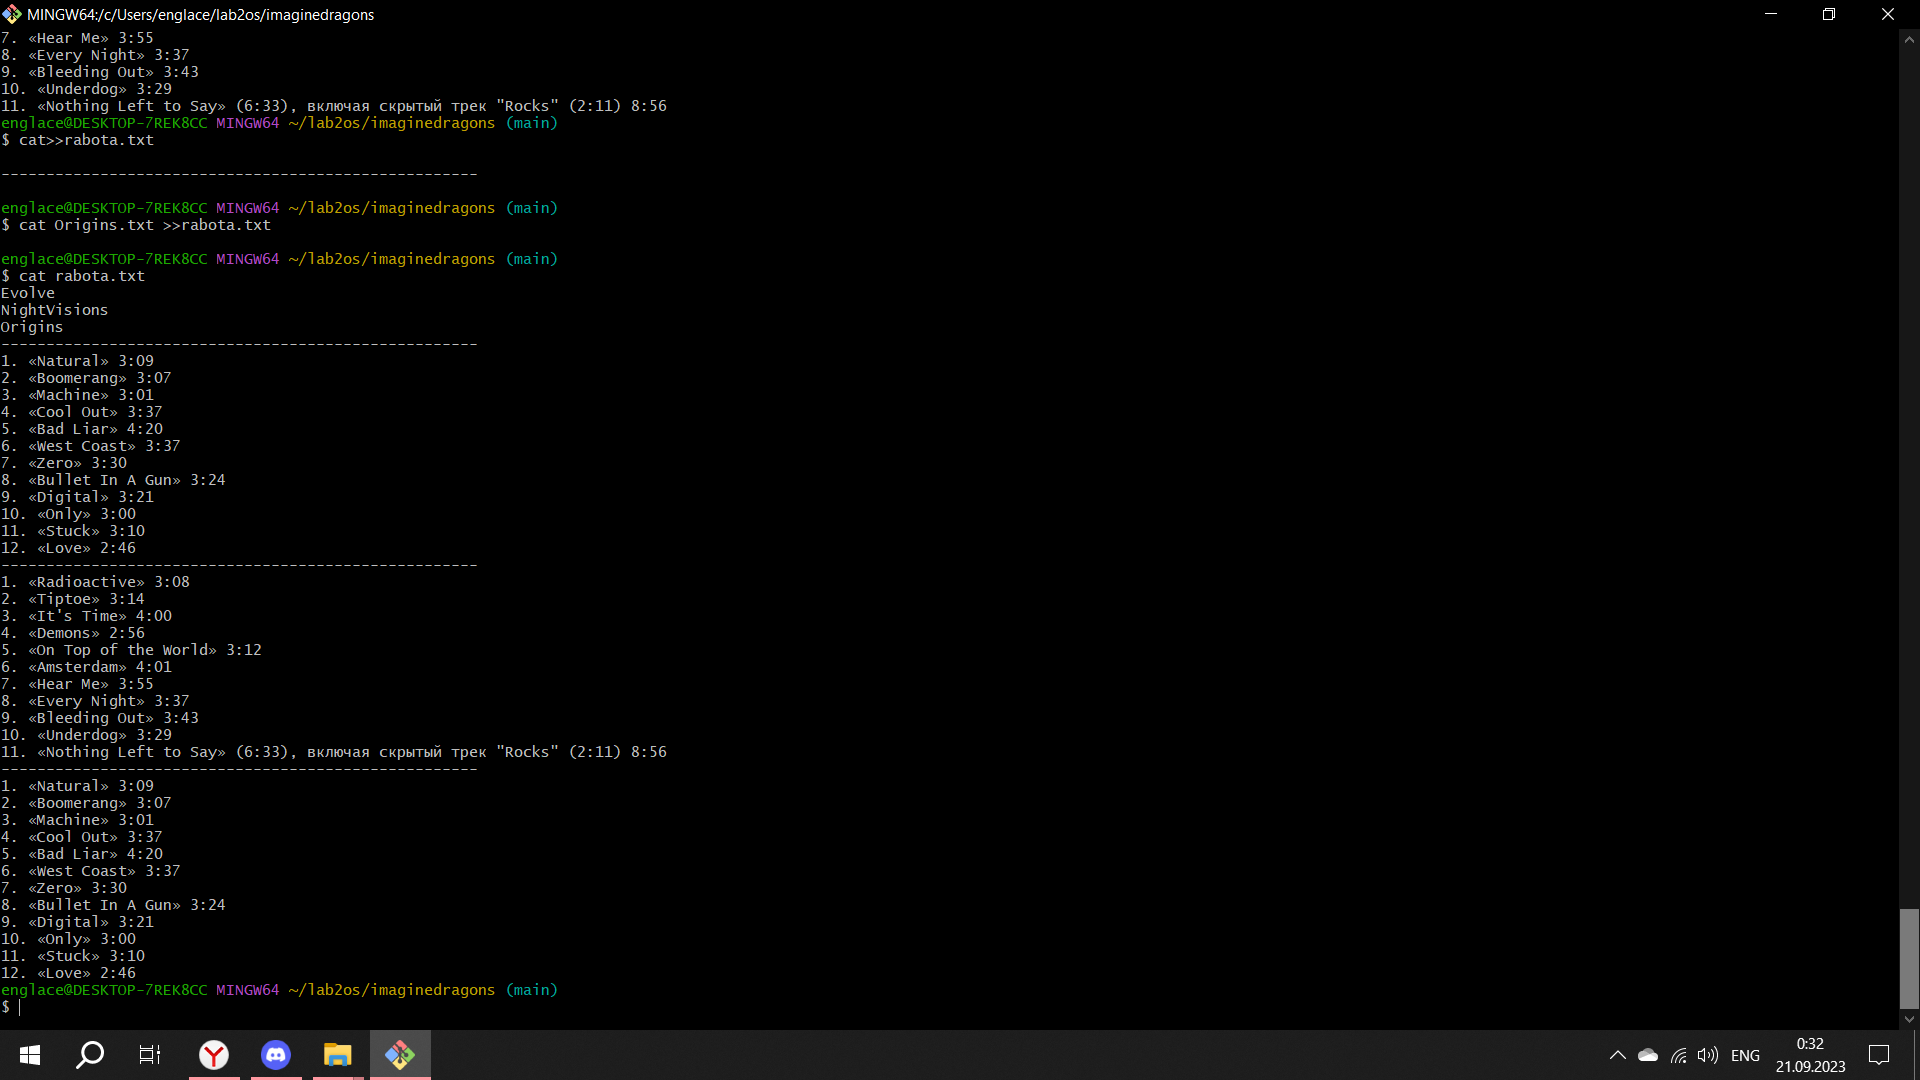 MINGW64:/c/Users/englace/lab2os/imaginedragons
7. «Hear Me» 3:55
8. «Every Night» 3:37
9. «Bleeding Out» 3:43
10. «Underdog» 3:29
11. «Nothing Left to Say» (6:33), включая скрытый трек "Rocks" (2:11) 8:56
englace@DESKTOP-7REK8CC MINGW64 ~/lab2os/imaginedragons (main)
$ cat>>rabota.txt
-----------------------------------------------------
englace@DESKTOP-7REK8CC MINGW64 ~/lab2os/imaginedragons (main)
$ cat Origins.txt >>rabota.txt
englace@DESKTOP-7REK8CC MINGW64 ~/lab2os/imaginedragons (main)
$ cat rabota.txt
Evolve
NightVisions
Origins
-----------------------------------------------------
1. «Natural» 3:09
2. «Boomerang» 3:07
3. «Machine» 3:01
4. «Cool Out» 3:37
5. «Bad Liar» 4:20
6. «West Coast» 3:37
7. «Zero» 3:30
8. «Bullet In A Gun» 3:24
9. «Digital» 3:21
10. «Only» 3:00
11. «Stuck» 3:10
12. «Love» 2:46
-----------------------------------------------------
1. «Radioactive» 3:08
2. «Tiptoe» 3:14
3. «It's Time» 4:00
4. «Demons» 2:56
5. «On Top of the World» 3:12
6. «Amsterdam» 4:01
7. «Hear Me» 3:55
8. «Every Night» 3:37
9. «Bleeding Out» 3:43
10. «Underdog» 3:29
11. «Nothing Left to Say» (6:33), включая скрытый трек "Rocks" (2:11) 8:56
-----------------------------------------------------
1. «Natural» 3:09
2. «Boomerang» 3:07
3. «Machine» 3:01
4. «Cool Out» 3:37
5. «Bad Liar» 4:20
6. «West Coast» 3:37
7. «Zero» 3:30
8. «Bullet In A Gun» 3:24
9. «Digital» 3:21
10. «Only» 3:00
11. «Stuck» 3:10
12. «Love» 2:46
englace@DESKTOP-7REK8CC MINGW64 ~/lab2os/imaginedragons (main)
$
ENG
0:32
21.09.2023